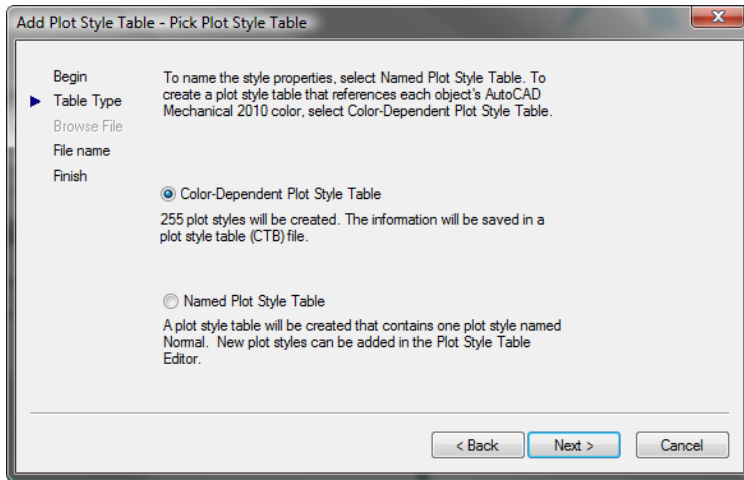 Add Plot Style Table - Pick Plot Style Table
Begin
Table Type
Browse File
File name
Finish
To name the style properties, select Named Plot Style Table. To
create a plot style table that references each object's AutoCAD
Mechanical 2010 color, select Color-Dependent Plot Style Table.
Color-Dependent Plot Style Table
255 plot styles will be created. The information will be saved in a
plot style table (CTB) file.
Named Plot Style Table
A plot style table will be created that contains one plot style named
Normal. New plot styles can be added in the Plot Style Table
Editor.
< Back
Next >
Cancel